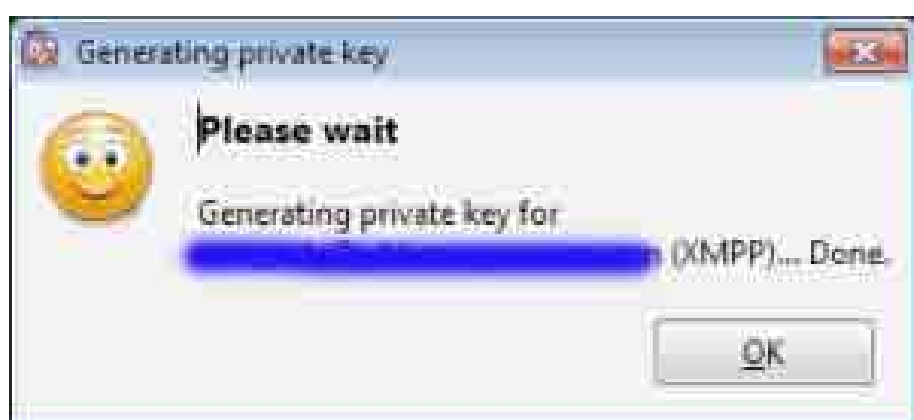 Generating private key
Please wait
Generating private key for
(XMPP)... Done.
OK